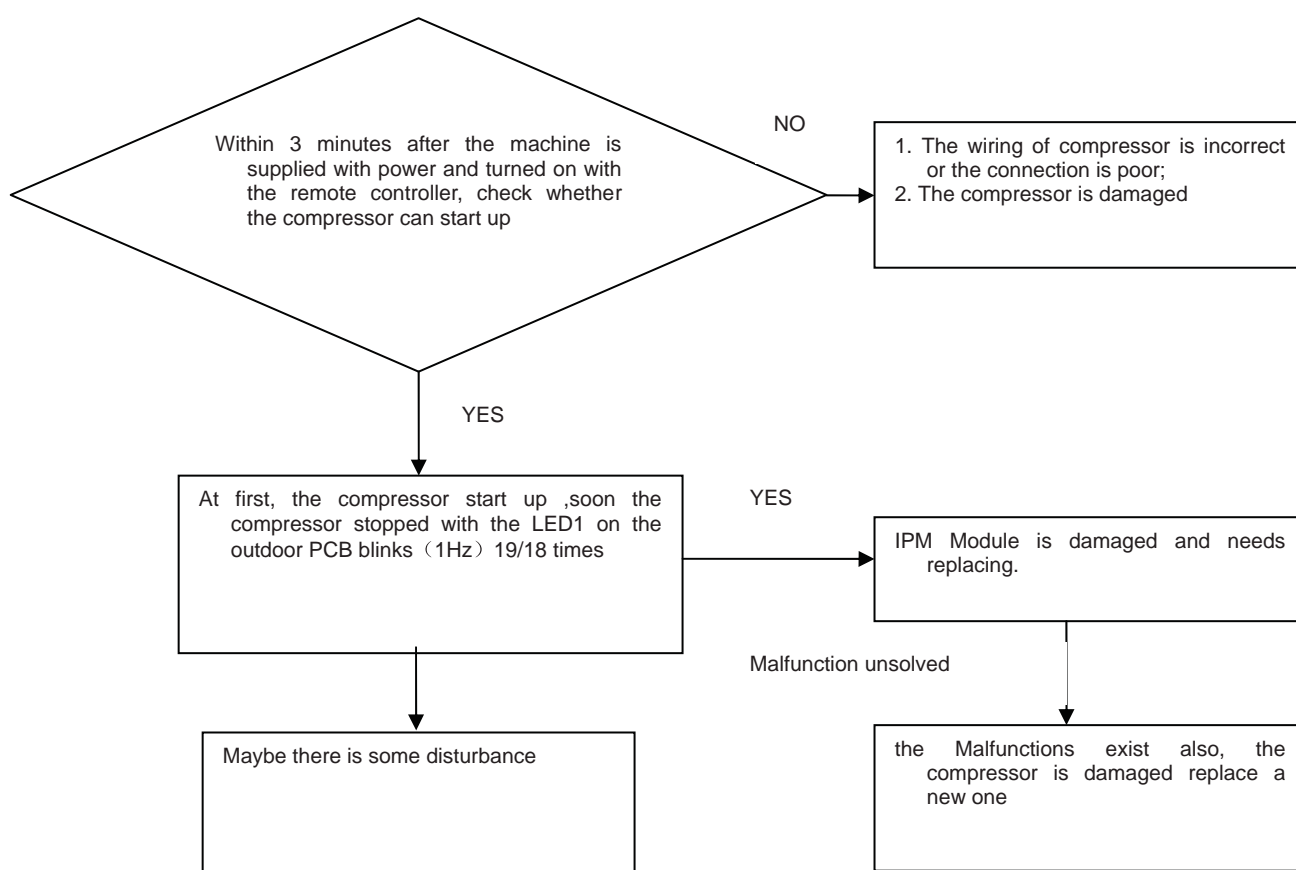 Within 3 minutes after the machine is
supplied with power and turned on with
the remote controller, check whether
the compressor can start up
NO
1. The wiring of compressor is incorrect
or the connection is poor;
2. The compressor is damaged
YES
At first, the compressor start up ,soon the
compressor stopped with the LED1 on the
outdoor PCB blinks（1Hz）19/18 times
YES
IPM Module is damaged and needs
replacing.
Malfunction unsolved
Maybe there is some disturbance
the Malfunctions exist also, the
compressor is damaged replace a
new one